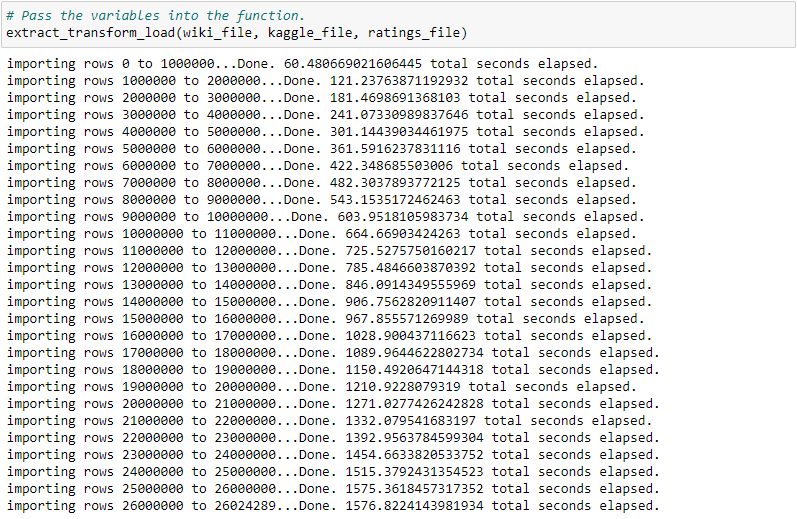 # Pass the variables into the function.
extract_transform_load(wiki_file, kaggle_file, ratings_file)
importing rows 0 to 1000000...Done. 60.480669021606445 total seconds elapsed.
importing rows 1000000 to 2000000...Done. 121.23763871192932 total seconds elapsed.
importing rows 2000000 to 3000000...Done. 181.4698691368103 total seconds elapsed.
importing rows 3000000 to 4000000...Done. 241.07330989837646 total seconds elapsed.
importing rows 4000000 to 5000000...Done. 301.14439034461975 total seconds elapsed.
importing rows 5000000 to 6000000...Done. 361.5916237831116 total seconds elapsed.
importing rows 6000000 to 7000000...Done. 422.348685503006 total seconds elapsed.
importing rows 7000000 to 8000000...Done. 482.3037893772125 total seconds elapsed.
importing rows 8000000 to 9000000...Done. 543.1535172462463 total seconds elapsed.
importing rows 9000000 to 10000000...Done. 603.9518105983734 total seconds elapsed.
importing rows 10000000 to 11000000...Done. 664.66903424263 total seconds elapsed.
importing rows 11000000 to 12000000...Done. 725.5275750160217 total seconds elapsed.
importing rows 12000000 to 13000000...Done. 785.4846603870392 total seconds elapsed.
importing rows 13000000 to 14000000...Done. 846.0914349555969 total seconds elapsed.
importing rows 14000000 to 15000000...Done. 906.7562820911407 total seconds elapsed.
importing rows 15000000 to 16000000...Done. 967.855571269989 total seconds elapsed.
importing rows 16000000 to 17000000...Done. 1028.900437116623 total seconds elapsed.
importing rows 17000000 to 18000000...Done. 1089.9644622802734 total seconds elapsed.
importing rows 18000000 to 19000000...Done. 1150.4920647144318 total seconds elapsed.
importing rows 19000000 to 20000000...Done. 1210.9228079319 total seconds elapsed.
importing rows 20000000 to 21000000...Done. 1271.0277426242828 total seconds elapsed.
importing rows 21000000 to 22000000...Done. 1332.079541683197 total seconds elapsed.
importing rows 22000000 to 23000000...Done. 1392.9563784599304 total seconds elapsed.
importing rows 23000000 to 24000000...Done. 1454.6633820533752 total seconds elapsed.
importing rows 24000000 to 25000000...Done. 1515.3792431354523 total seconds elapsed.
importing rows 25000000 to 26000000...Done. 1575.3618457317352 total seconds elapsed.
importing rows 26000000 to 26024289...Done. 1576.8224143981934 total seconds elapsed.